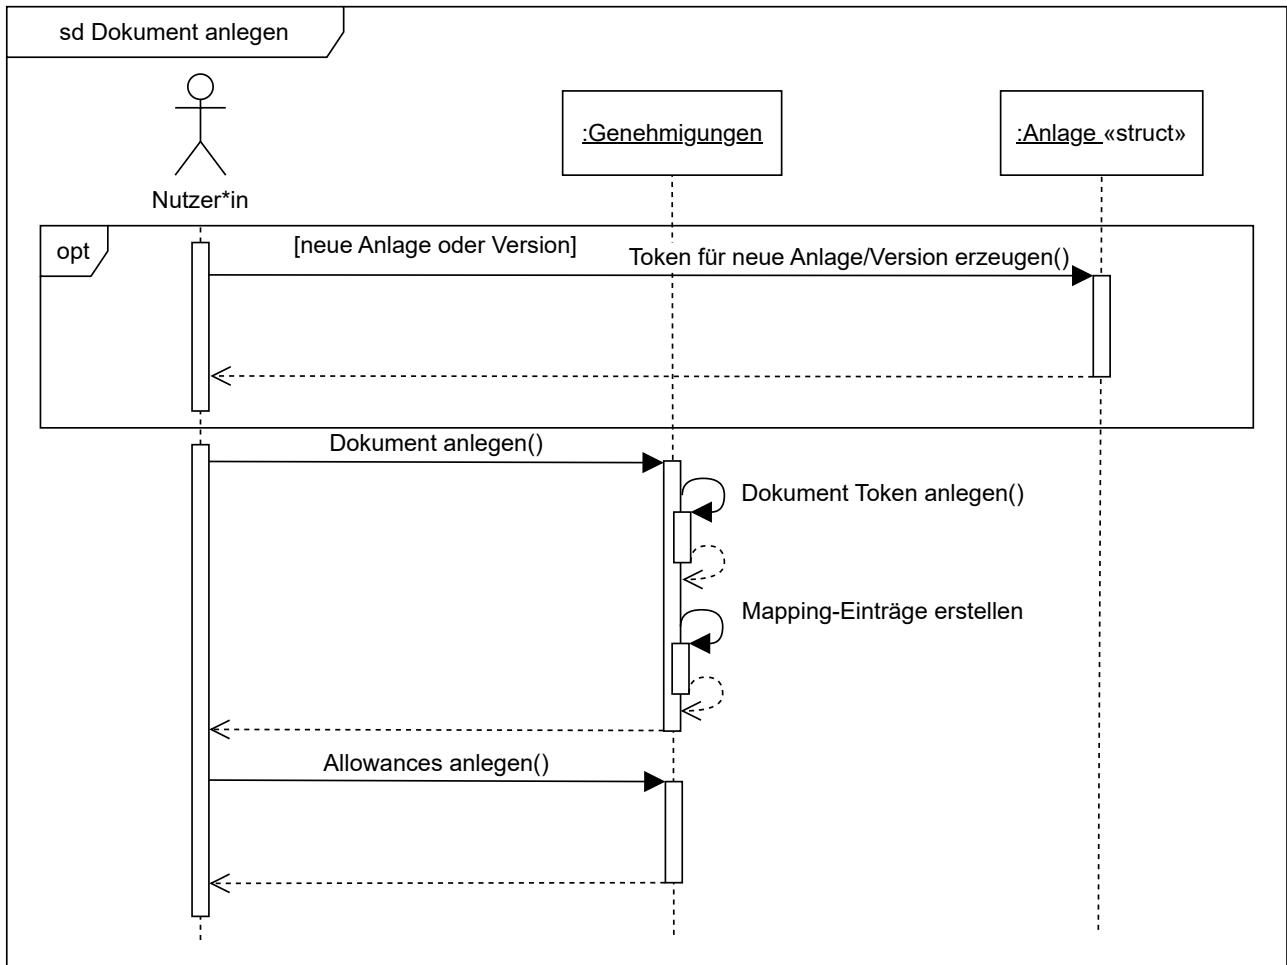 sd Dokument anlegen
:Genehmigungen
:Anlage «struct»
Nutzer*in
opt
[neue Anlage oder Version]
Token für neue Anlage/Version erzeugen()
Dokument anlegen()
Dokument Token anlegen()
Mapping-Einträge erstellen
Allowances anlegen()